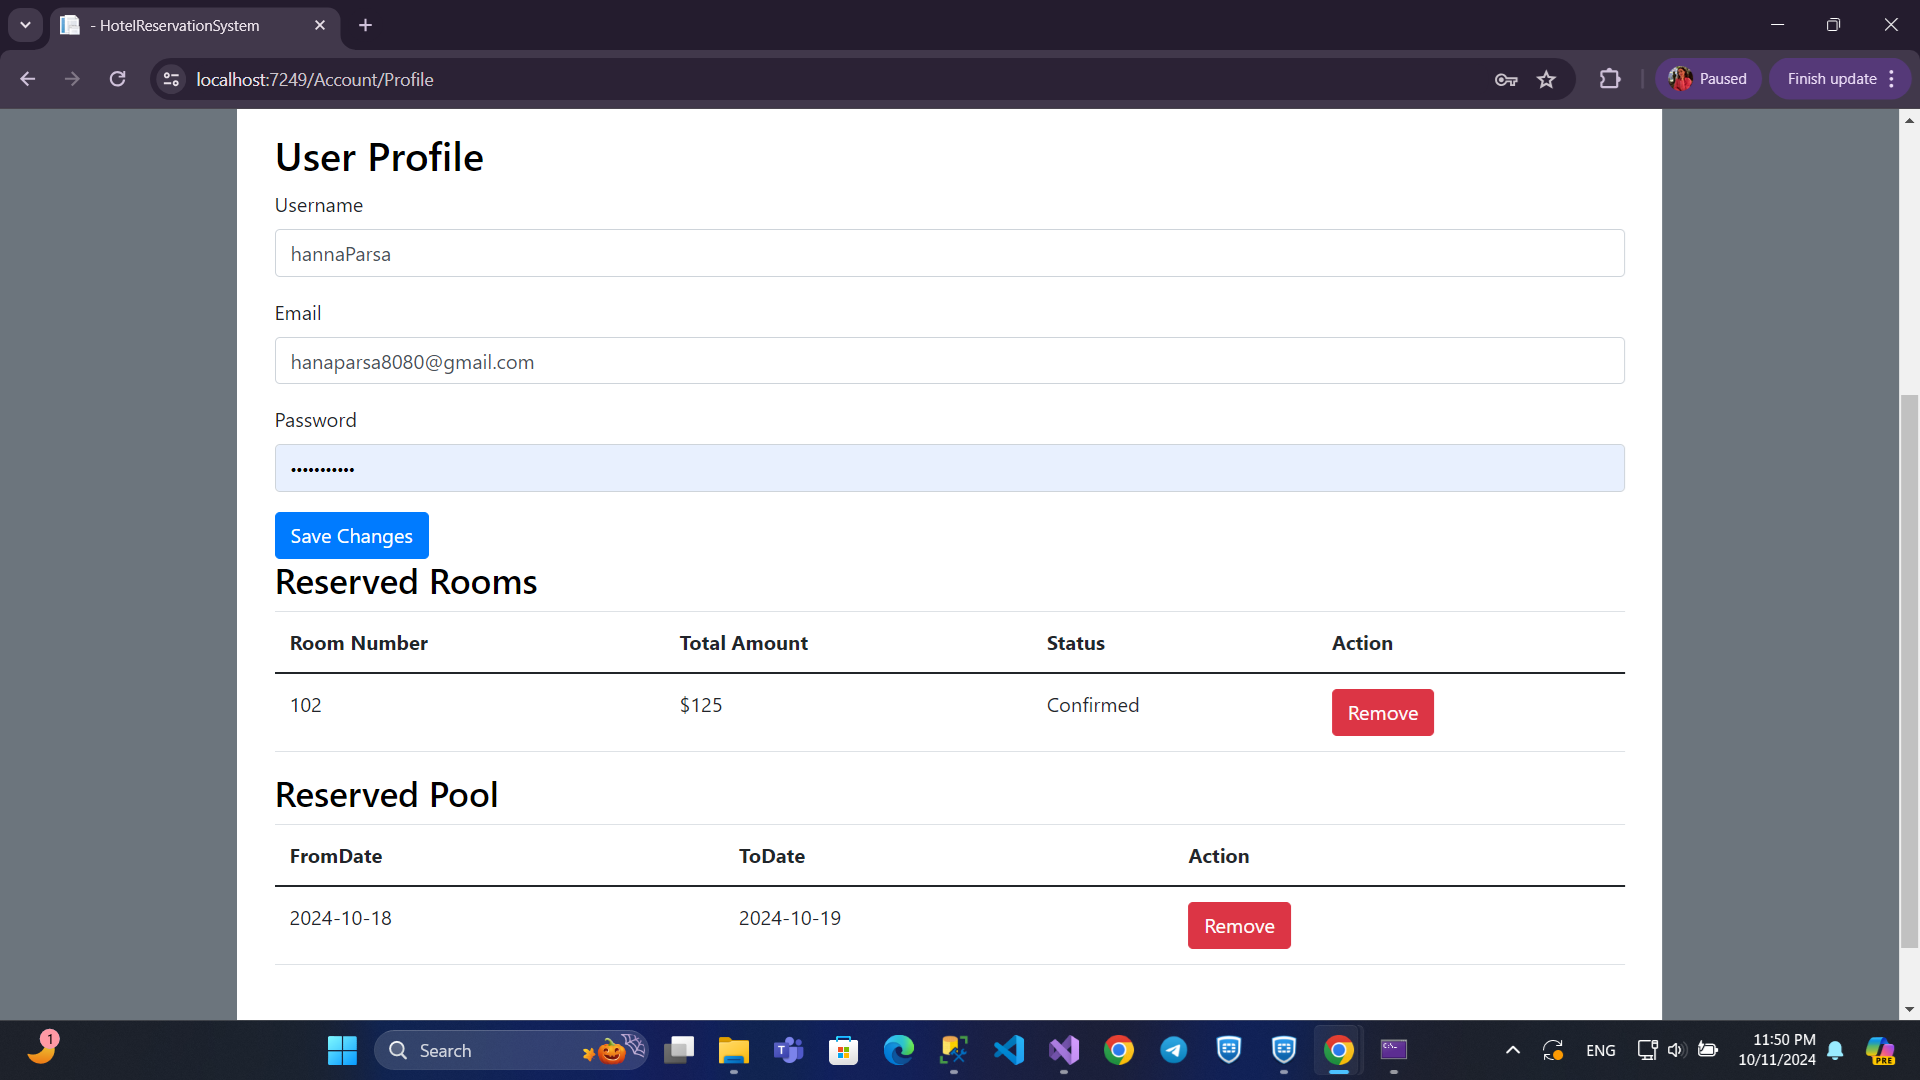 - HotelReservationSystem
localhost:7249/Account/Profile
Paused
Finish update
User Profile
Username
hannaParsa
Email
hanaparsa8080@gmail.com
Password
•••••••••••
Save Changes
Reserved Rooms
Room Number Total Amount Status Action
102 $125 Confirmed Remove
Reserved Pool
FromDate ToDate Action
2024-10-18 2024-10-19 Remove
1
Search
ENG
11:50 PM
10/11/2024
PRE